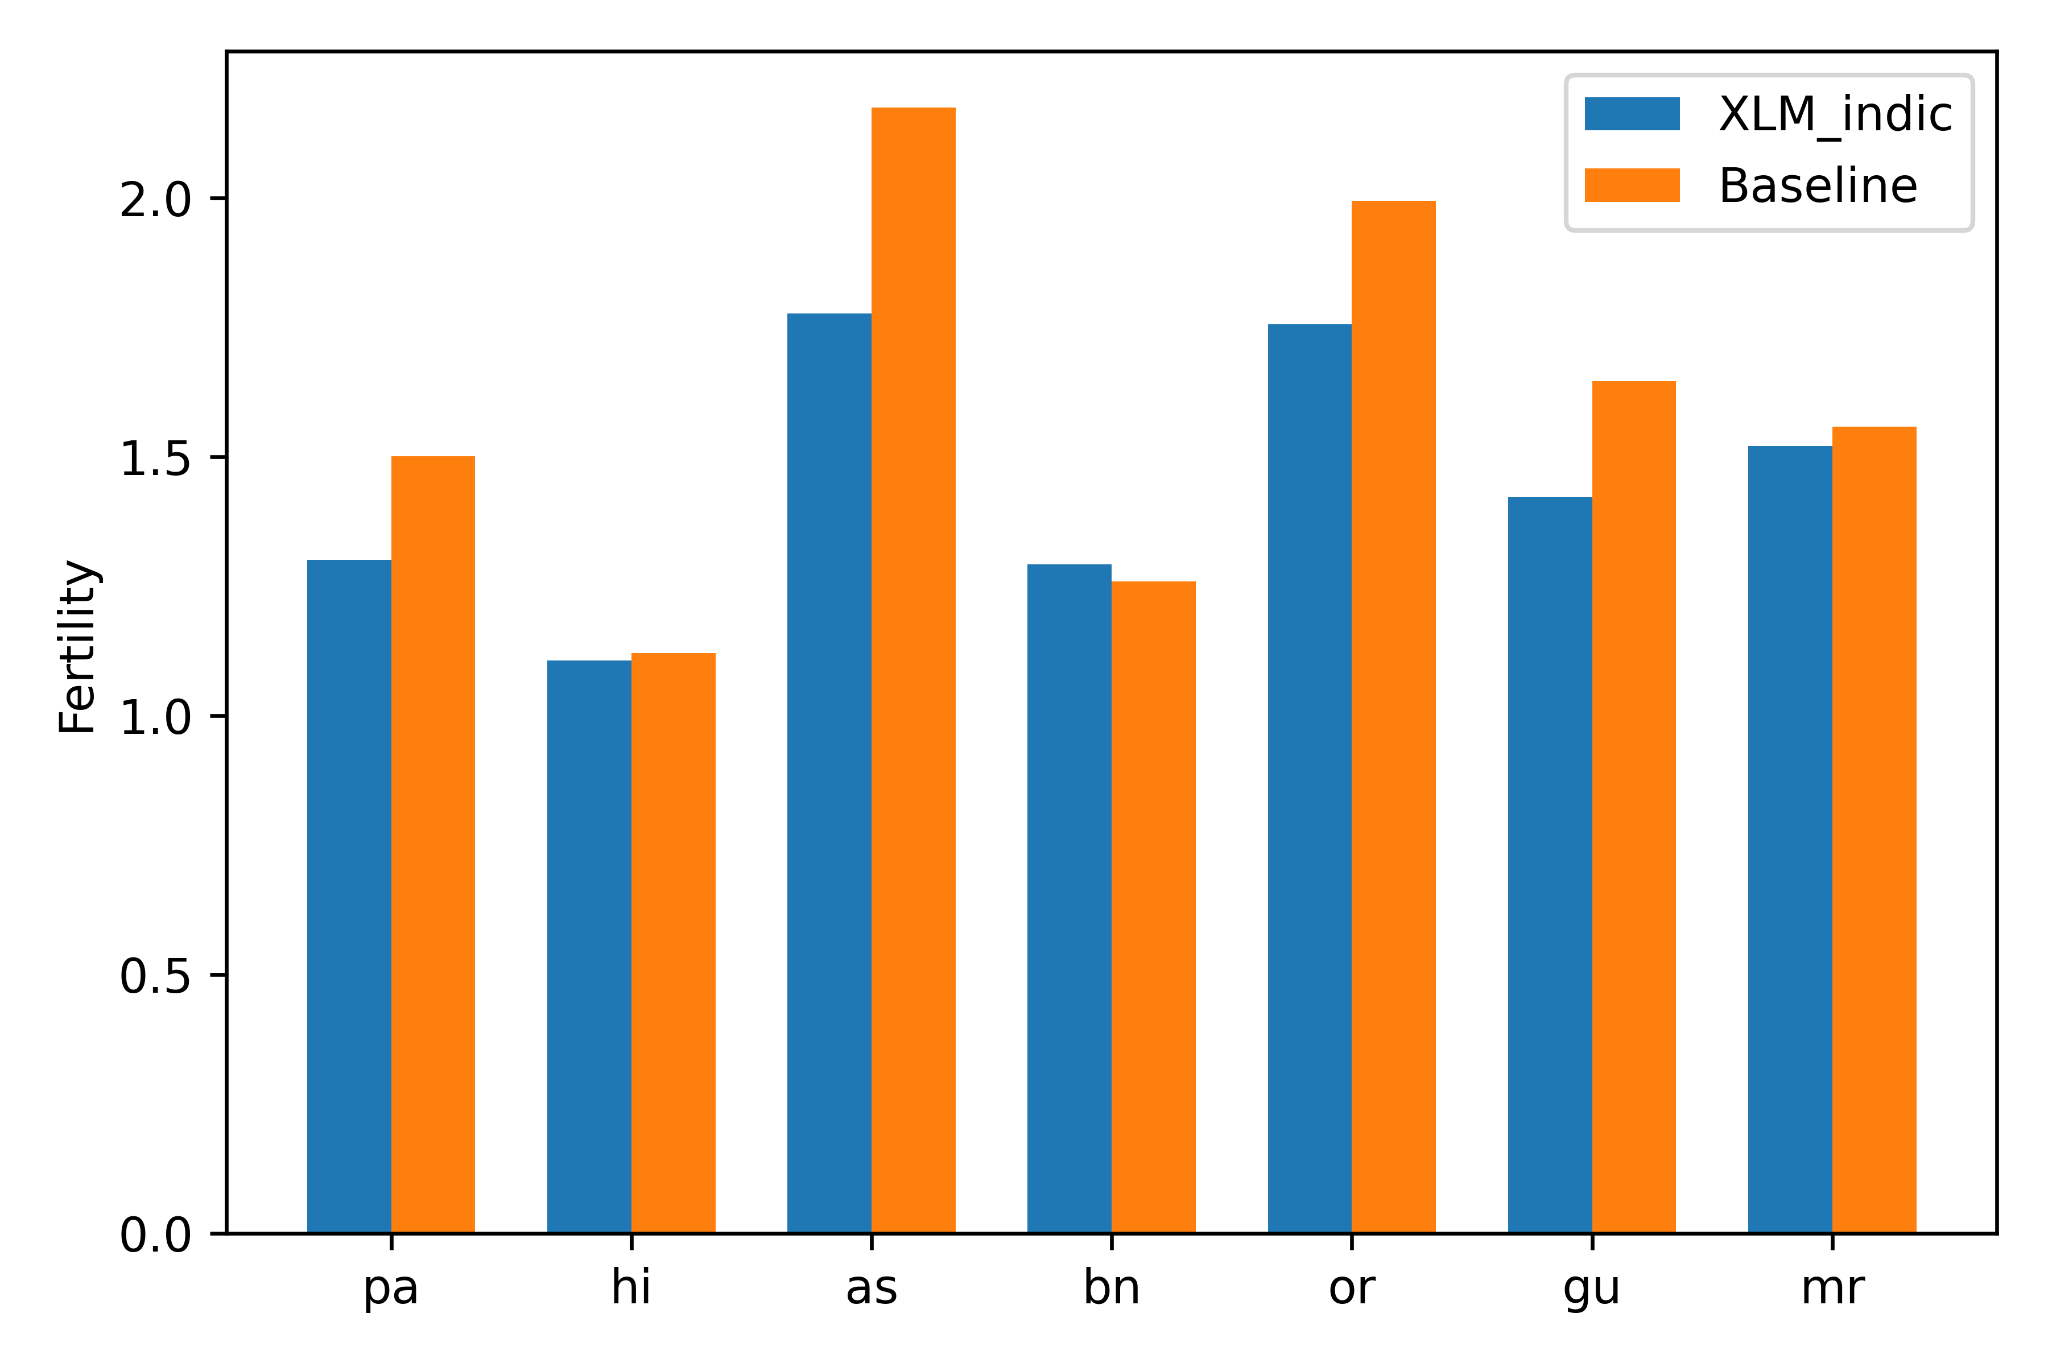 XLM_indic
Baseline
Fertility
2.0
1.5
1.0
0.5
0.0
pa hi as bn or gu mr